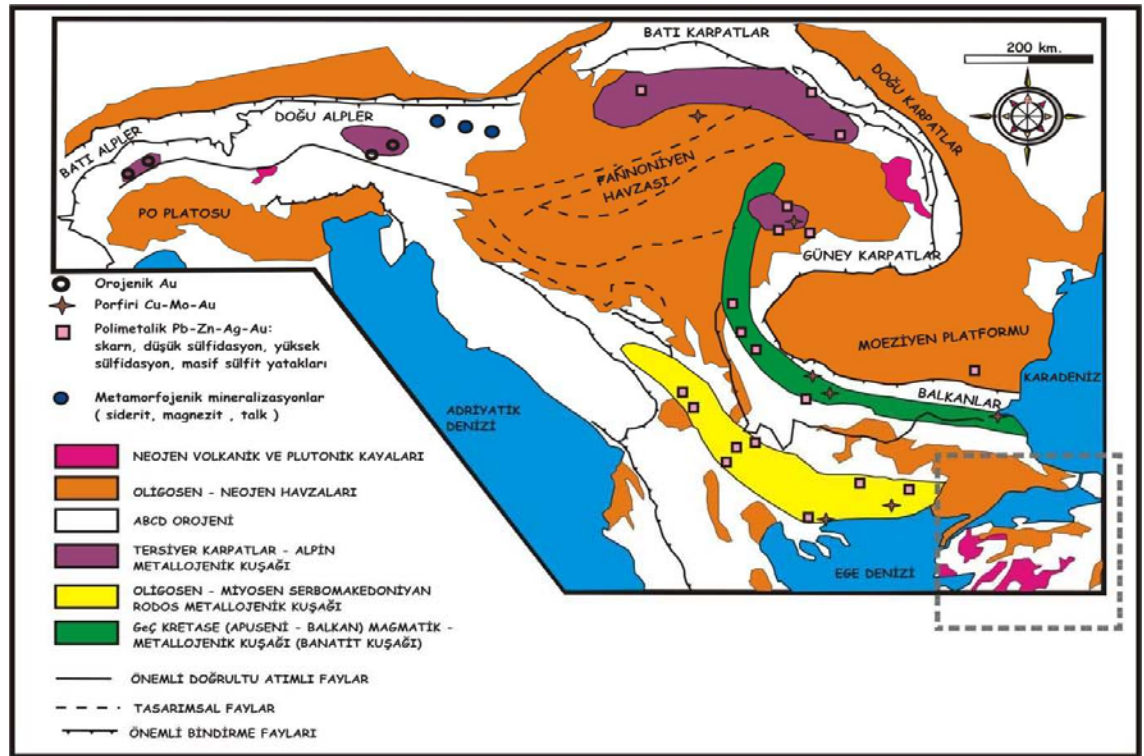 BATI KARPATLAR
200 km.
DOĞU KARPATLAR
DOĞU ALPLER
BATI ALPLER
PANNONİYEN
HAVZASI
PO PLATOSU
GÜNEY KARPATLAR
MOEZİYEN PLATFORMU
KARADENİZ
BALKANLAR
ADRİYATİK
DENİZİ
EGE DENİZİ
Orojenik Au
Porfiri Cu-Mo-Au
Polimetalik Pb-Zn-Ag-Au:
skarn, düşük sülfidasyon, yüksek
sülfidasyon, masif sülfit yatakları
Metamorfojenik mineralizasyonlar
( siderit, magnezit , talk )
NEOJEN VOLKANİK VE PLUTONİK KAYALARI
OLİGOSEN - NEOJEN HAVZALARI
ABCD OROJENİ
TERSİYER KARPATLAR - ALPİN
METALLOJENİK KUŞAĞI
OLİGOSEN - MİYOSEN SERBOMAKEDONİYAN
RODOS METALLOJENİK KUŞAĞI
GeÇ KRETASE (APUSENİ - BALKAN) MAGMATİK -
METALLOJENİK KUŞAĞI (BANATİT KUŞAĞI)
ÖNEMLİ DOĞRULTU ATIMLI FAYLAR
TASARIMSAL FAYLAR
ÖNEMLİ BİNDİRME FAYLARI